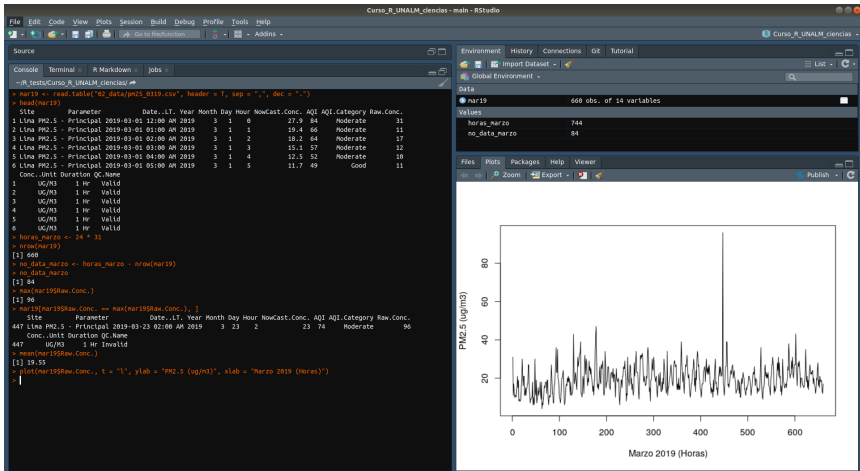 Curso_R_UNALM_ciencias - main - RStudio
File Edit Code View Plots Session Build Debug Profile Tools Help
Go to file/function Addins
Curso_R_UNALM_ciencias
Source
Console Terminal R Markdown Jobs
~/R_tests/Curso_R_UNALM_ciencias/
> mar19 <- read.table("02_data/pm25_0319.csv", header = T, sep = ",", dec = ".")
> head(mar19)
Site Parameter Date..LT. Year Month Day Hour NowCast.Conc. AQI AQI.Category Raw.Conc.
1 Lima PM2.5 - Principal 2019-03-01 12:00 AM 2019 3 1 0 27.9 84 Moderate 31
2 Lima PM2.5 - Principal 2019-03-01 01:00 AM 2019 3 1 1 19.4 66 Moderate 11
3 Lima PM2.5 - Principal 2019-03-01 02:00 AM 2019 3 1 2 18.2 64 Moderate 17
4 Lima PM2.5 - Principal 2019-03-01 03:00 AM 2019 3 1 3 15.1 57 Moderate 12
5 Lima PM2.5 - Principal 2019-03-01 04:00 AM 2019 3 1 4 12.5 52 Moderate 10
6 Lima PM2.5 - Principal 2019-03-01 05:00 AM 2019 3 1 5 11.7 49 Good 11
Conc..Unit Duration QC.Name
1 UG/M3 1 Hr Valid
2 UG/M3 1 Hr Valid
3 UG/M3 1 Hr Valid
4 UG/M3 1 Hr Valid
5 UG/M3 1 Hr Valid
6 UG/M3 1 Hr Valid
> horas_marzo <- 24 * 31
> nrow(mar19)
[1] 660
> no_data_marzo <- horas_marzo - nrow(mar19)
> no_data_marzo
[1] 84
> max(mar19$Raw.Conc.)
[1] 96
> mar19[mar19$Raw.Conc. == max(mar19$Raw.Conc.), ]
Site Parameter Date..LT. Year Month Day Hour NowCast.Conc. AQI AQI.Category Raw.Conc.
447 Lima PM2.5 - Principal 2019-03-23 02:00 AM 2019 3 23 2 23 74 Moderate 96
Conc..Unit Duration QC.Name
447 UG/M3 1 Hr Invalid
> mean(mar19$Raw.Conc.)
[1] 19.55
> plot(mar19$Raw.Conc., t = "l", ylab = "PM2.5 (ug/m3)", xlab = "Marzo 2019 (Horas)")
>
Environment History Connections Git Tutorial
Import Dataset List
Global Environment
Data
mar19 660 obs. of 14 variables
Values
horas_marzo 744
no_data_marzo 84
Files Plots Packages Help Viewer
Zoom Export Publish
PM2.5 (ug/m3)
80
60
40
20
0 100 200 300 400 500 600
Marzo 2019 (Horas)